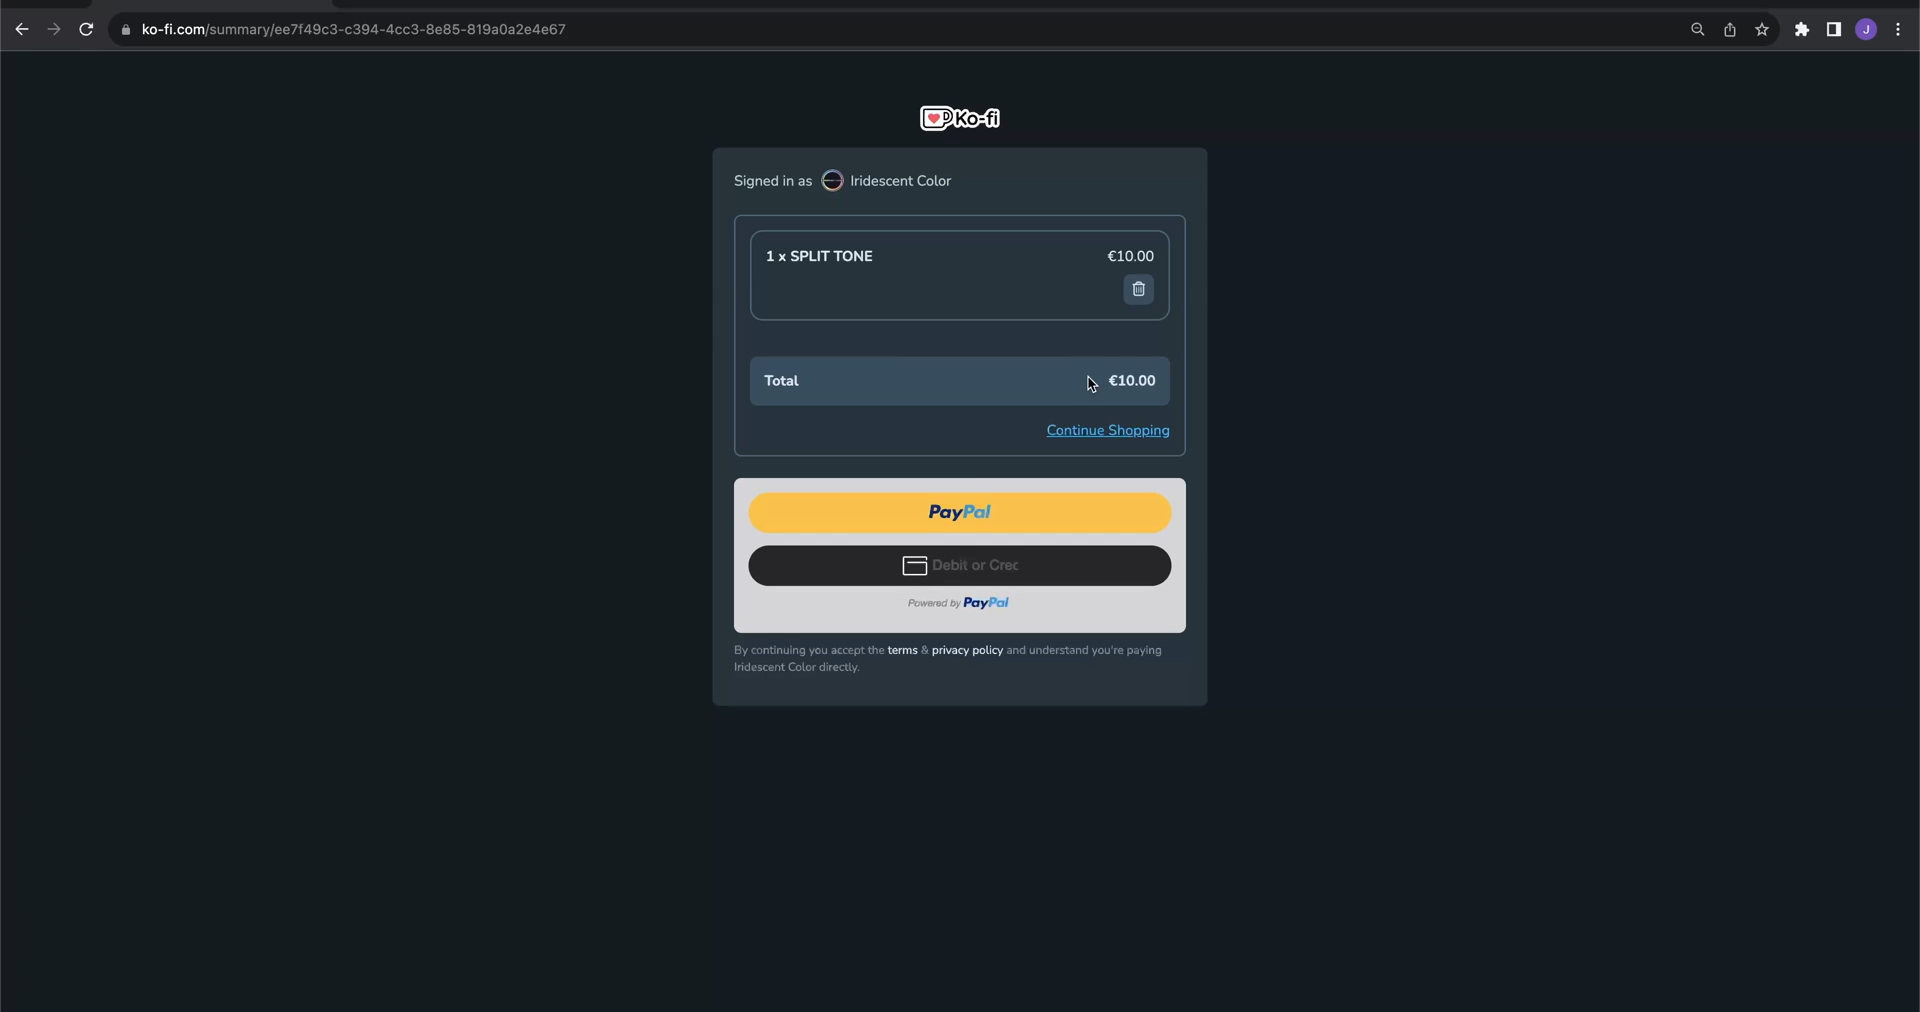 ko-fi.com/summary/ee7f49c3-c394-4cc3-8e85-819a0a2e4e67
J
Ko-fi
Signed in as Iridescent Color
1 x SPLIT TONE €10.00
Total €10.00
Continue Shopping
PayPal
Debit or Crec
Powered by PayPal
By continuing you accept the terms & privacy policy and understand you're paying
Iridescent Color directly.